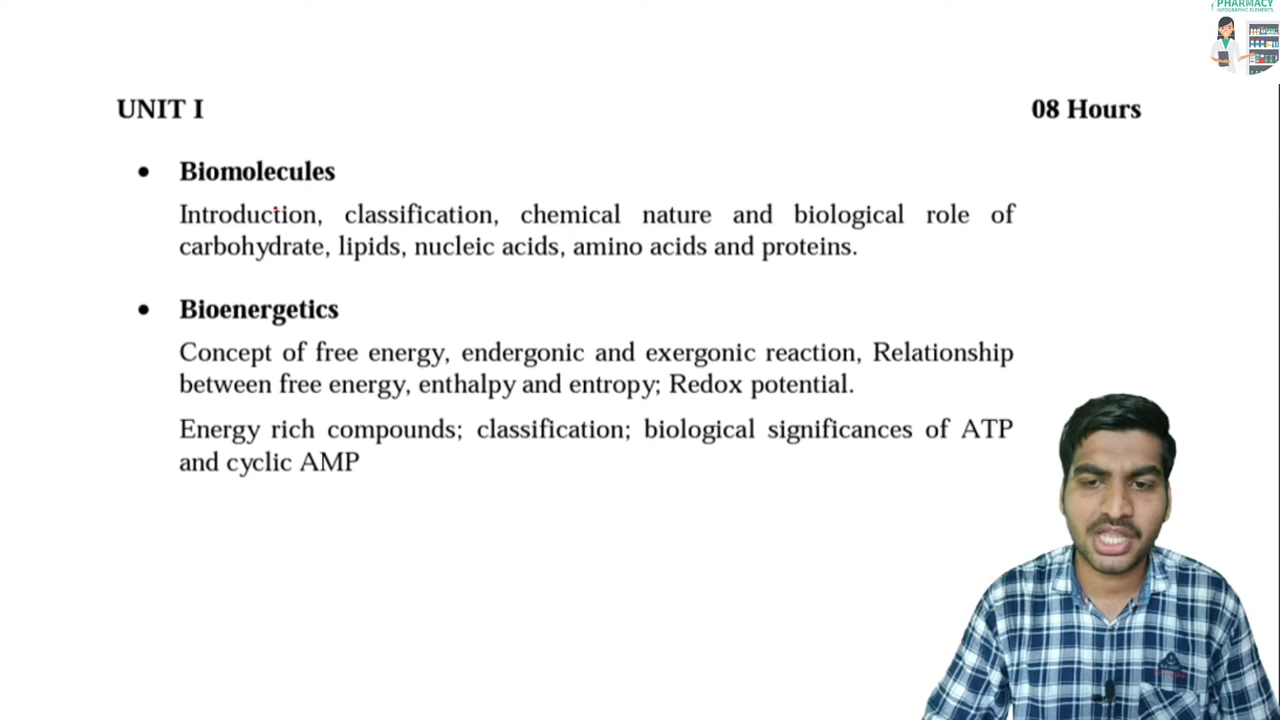 PHARMACY
INFOGRAPHIC ELEMENTS
UNIT I 08 Hours
• Biomolecules
Introduction, classification, chemical nature and biological role of
carbohydrate, lipids, nucleic acids, amino acids and proteins.
• Bioenergetics
Concept of free energy, endergonic and exergonic reaction, Relationship
between free energy, enthalpy and entropy; Redox potential.
Energy rich compounds; classification; biological significances of ATP
and cyclic AMP